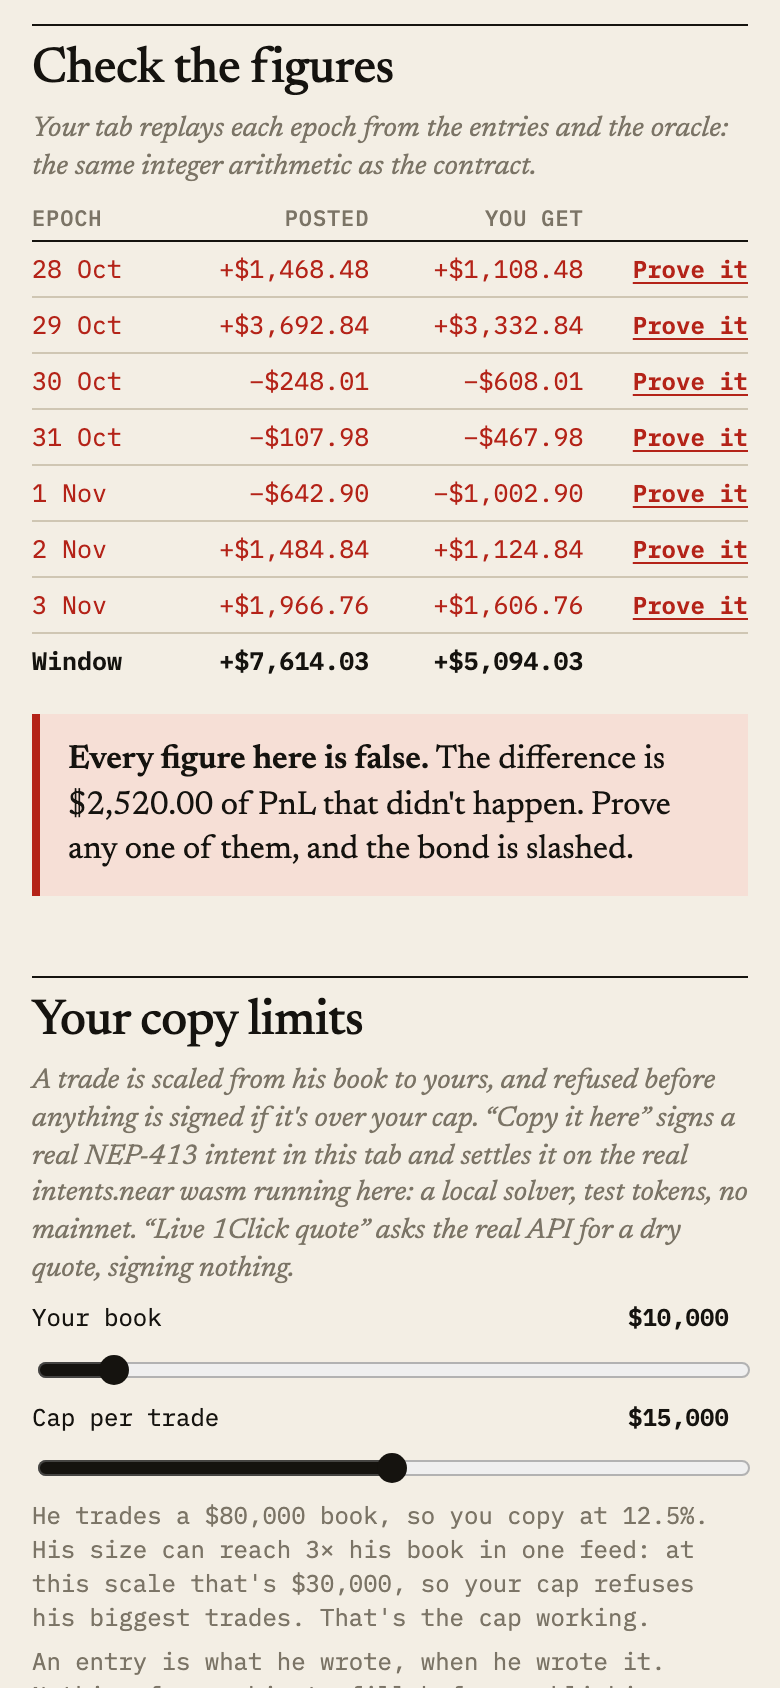 Check the figures
Your tab replays each epoch from the entries and the oracle:
the same integer arithmetic as the contract.
EPOCH POSTED YOU GET
28 Oct +$1,468.48 +$1,108.48 Prove it
29 Oct +$3,692.84 +$3,332.84 Prove it
30 Oct −$248.01 −$608.01 Prove it
31 Oct −$107.98 −$467.98 Prove it
1 Nov −$642.90 −$1,002.90 Prove it
2 Nov +$1,484.84 +$1,124.84 Prove it
3 Nov +$1,966.76 +$1,606.76 Prove it
Window +$7,614.03 +$5,094.03
Every figure here is false. The difference is
$2,520.00 of PnL that didn't happen. Prove
any one of them, and the bond is slashed.
Your copy limits
A trade is scaled from his book to yours, and refused before
anything is signed if it's over your cap. “Copy it here” signs a
real NEP-413 intent in this tab and settles it on the real
intents.near wasm running here: a local solver, test tokens, no
mainnet. “Live 1Click quote” asks the real API for a dry
quote, signing nothing.
Your book $10,000
Cap per trade $15,000
He trades a $80,000 book, so you copy at 12.5%.
His size can reach 3× his book in one feed: at
this scale that's $30,000, so your cap refuses
his biggest trades. That's the cap working.
An entry is what he wrote, when he wrote it.